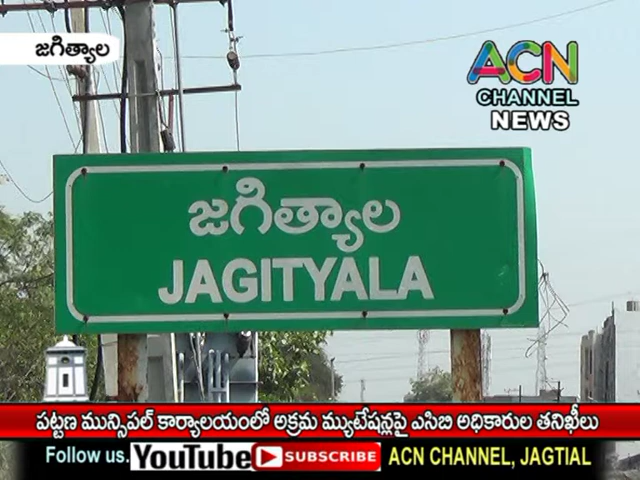 జగిత్యాల
ACN
CHANNEL
NEWS
జగిత్యాల
JAGITYALA
పట్టణ మున్సిపల్ కార్యాలయంలో అక్రమ మ్యుటేషన్లపై ఎసిబి అధికారుల తనిఖీలు
Follow us. YouTube SUBSCRIBE ACN CHANNEL, JAGTIAL